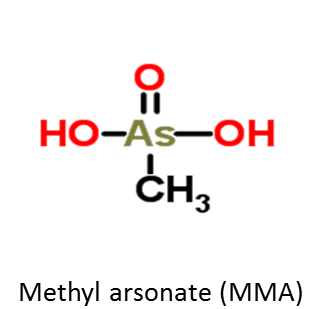 O
HO As OH
CH3
Methyl arsonate (MMA)